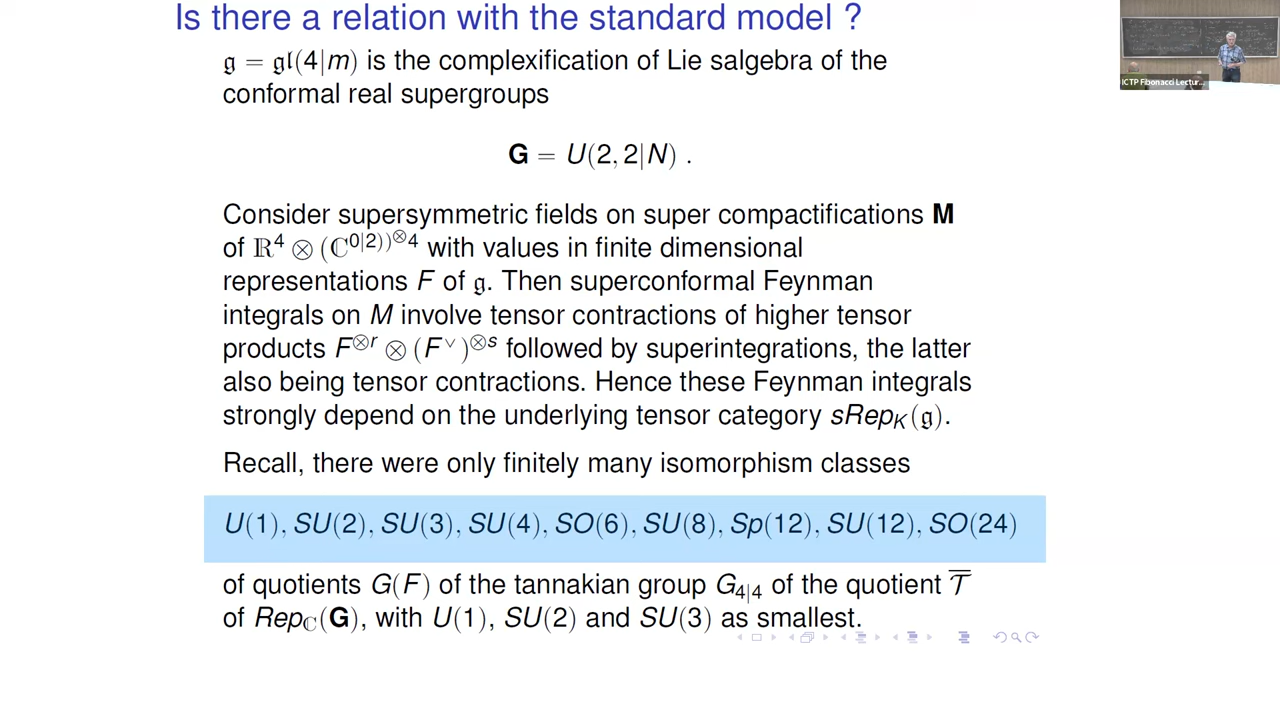 Is there a relation with the standard model ?
𝔤 = 𝔤𝔩(4|m) is the complexification of Lie salgebra of the
conformal real supergroups
G = U(2, 2|N) .
Consider supersymmetric fields on super compactifications M
of ℝ⁴ ⊗ (ℂ^{0|2))^{⊗4} with values in finite dimensional
representations F of 𝔤. Then superconformal Feynman
integrals on M involve tensor contractions of higher tensor
products F^{⊗r} ⊗ (F^∨)^{⊗s} followed by superintegrations, the latter
also being tensor contractions. Hence these Feynman integrals
strongly depend on the underlying tensor category sRep_K(𝔤).
Recall, there were only finitely many isomorphism classes
U(1), SU(2), SU(3), SU(4), SO(6), SU(8), Sp(12), SU(12), SO(24)
of quotients G(F) of the tannakian group G_{4|4} of the quotient \overline{𝒯}
of Rep_ℂ(G), with U(1), SU(2) and SU(3) as smallest.
ICTP Fibonacci Lectur...